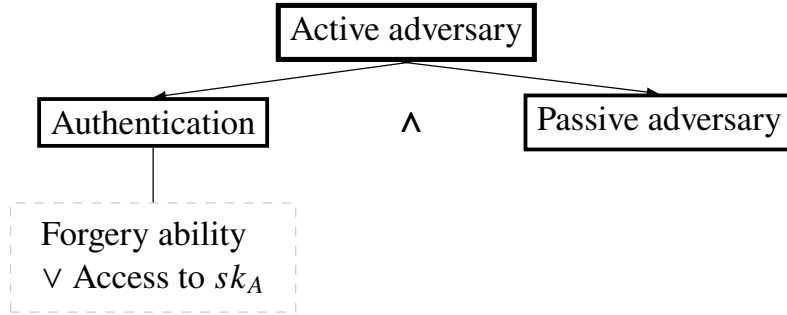 Active adversary
Authentication ∧ Passive adversary
Forgery ability
∨ Access to sk_A